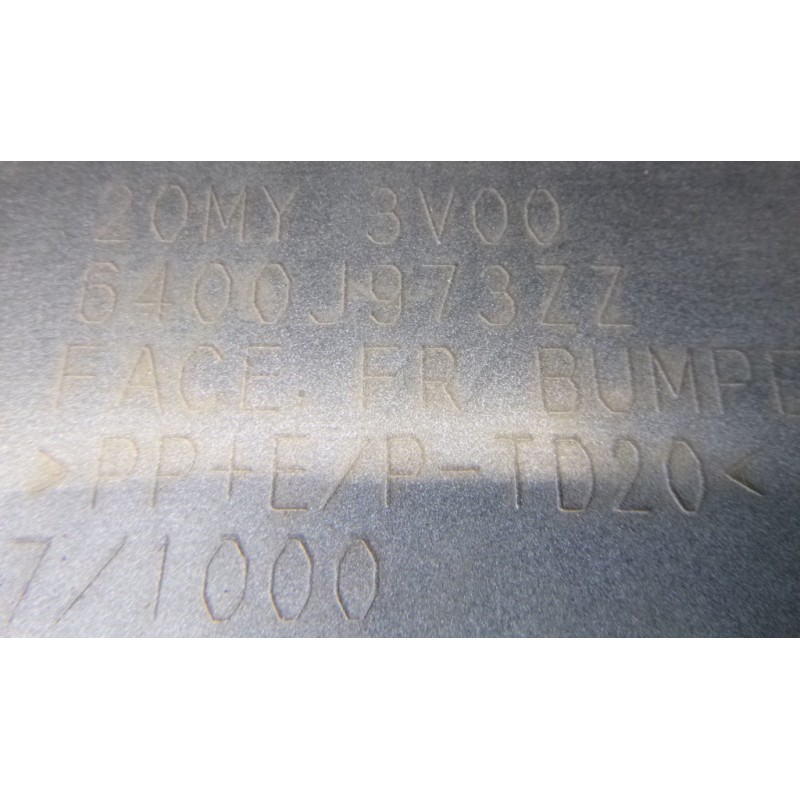 20MY 3V00
6400J973ZZ
FACE, FR BUMPE
>PP+E/P-TD20<
7/1000